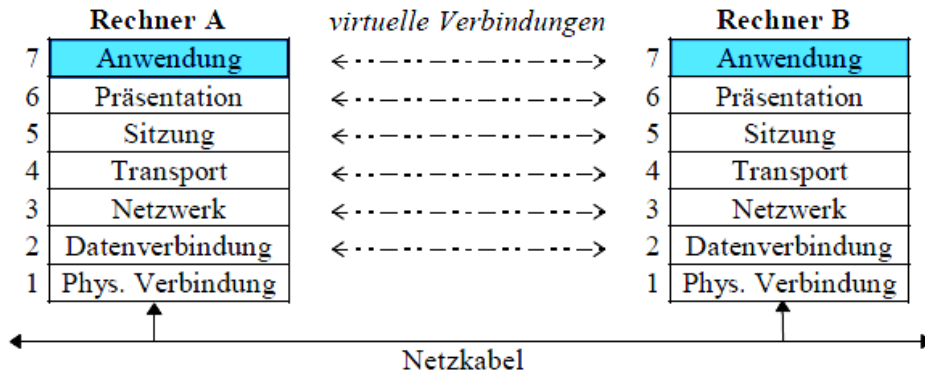 Rechner A virtuelle Verbindungen Rechner B
7 Anwendung 7 Anwendung
6 Präsentation 6 Präsentation
5 Sitzung 5 Sitzung
4 Transport 4 Transport
3 Netzwerk 3 Netzwerk
2 Datenverbindung 2 Datenverbindung
1 Phys. Verbindung 1 Phys. Verbindung
Netzkabel